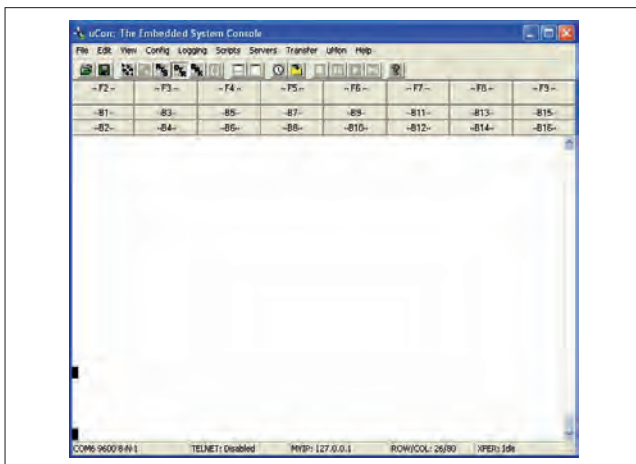 uCon: The Embedded System Console
File Edit View Config Logging Scripts Servers Transfer uMon Help
~F2~ ~F3~ ~F4~ ~F5~ ~F6~ ~F7~ ~F8~ ~F9~
~B1~ ~B3~ ~B5~ ~B7~ ~B9~ ~B11~ ~B13~ ~B15~
~B2~ ~B4~ ~B6~ ~B8~ ~B10~ ~B12~ ~B14~ ~B16~
COM6 9600 8-N-1 TELNET: Disabled MYIP: 127.0.0.1 ROW/COL: 26/80 XFER: Idle